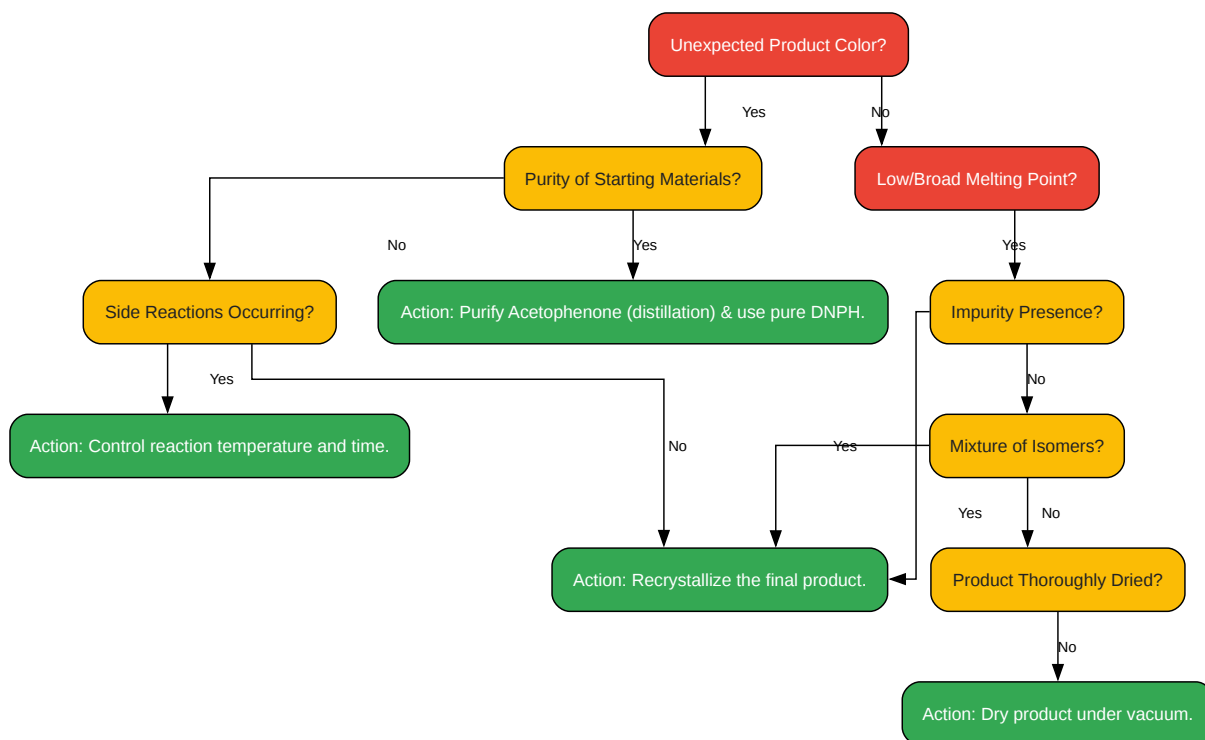 Unexpected Product Color?
Yes
No
Purity of Starting Materials?
Low/Broad Melting Point?
No
Yes
Yes
Side Reactions Occurring?
Action: Purify Acetophenone (distillation) & use pure DNPH.
Impurity Presence?
Yes
No
Action: Control reaction temperature and time.
No
Yes
Mixture of Isomers?
Yes
No
Action: Recrystallize the final product.
Product Thoroughly Dried?
No
Action: Dry product under vacuum.